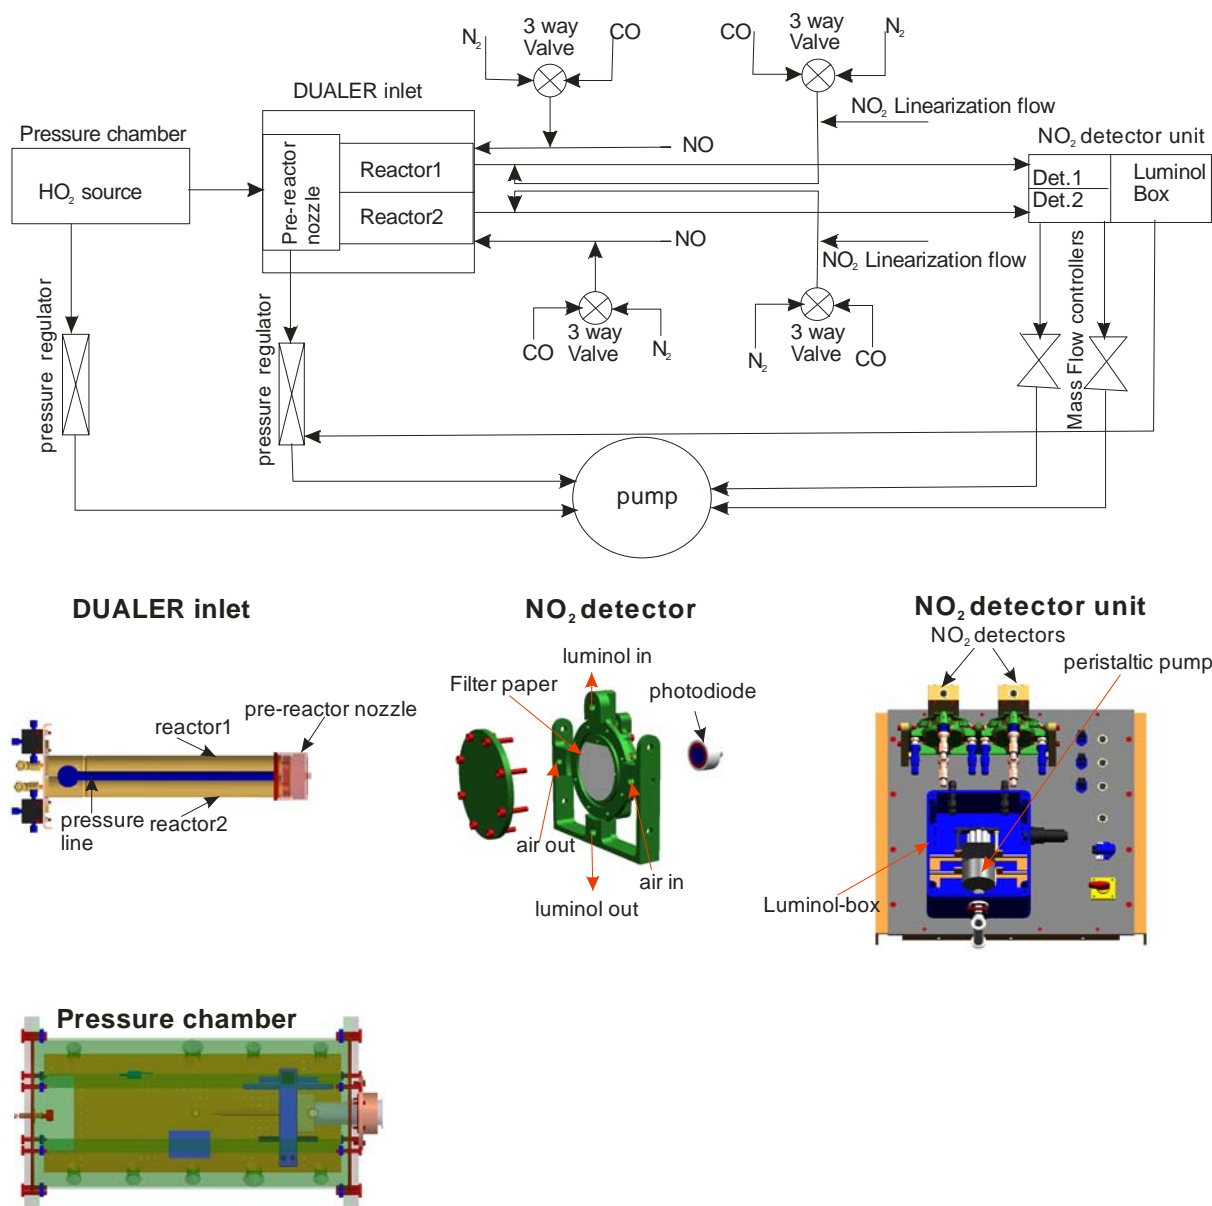 N₂
3 way
Valve
CO
CO
3 way
Valve
N₂
DUALER inlet
NO₂ Linearization flow
Pressure chamber
NO₂ detector unit
NO
HO₂ source
Pre-reactor
nozzle
Reactor1
Reactor2
Det.1
Det.2
Luminol
Box
NO
NO₂ Linearization flow
pressure regulator
pressure regulator
CO
3 way
Valve
N₂
N₂
3 way
Valve
CO
Mass Flow controllers
pump
DUALER inlet
NO₂ detector
NO₂ detector unit
NO₂ detectors
luminol in
peristaltic pump
Filter paper
photodiode
pre-reactor nozzle
reactor1
pressure
line
reactor2
air out
air in
luminol out
Luminol-box
Pressure chamber